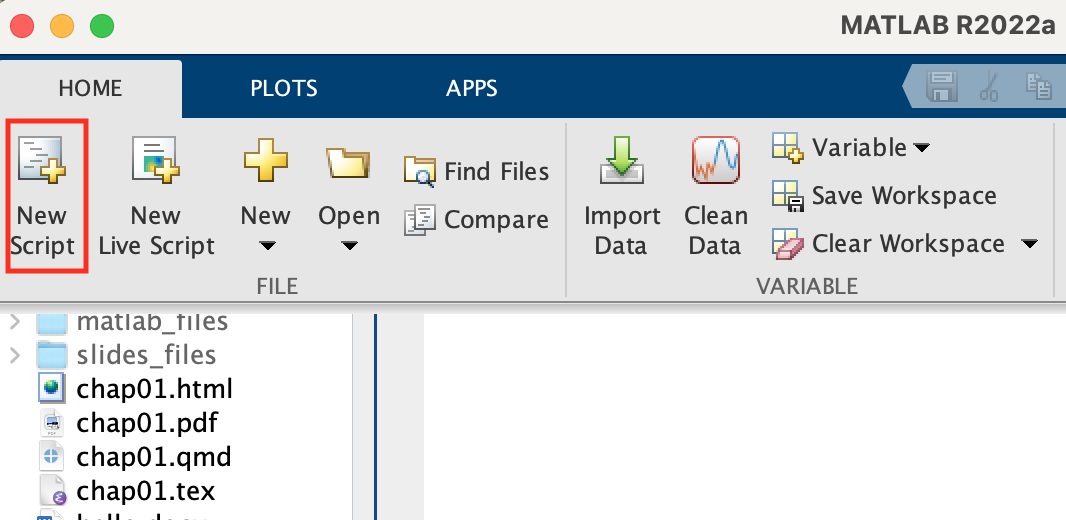 MATLAB R2022a
HOME
PLOTS
APPS
New
Script
New
Live Script
New
Open
Find Files
Compare
FILE
Import
Data
Clean
Data
Variable
Save Workspace
Clear Workspace
VARIABLE
matlab_files
slides_files
chap01.html
chap01.pdf
chap01.qmd
chap01.tex